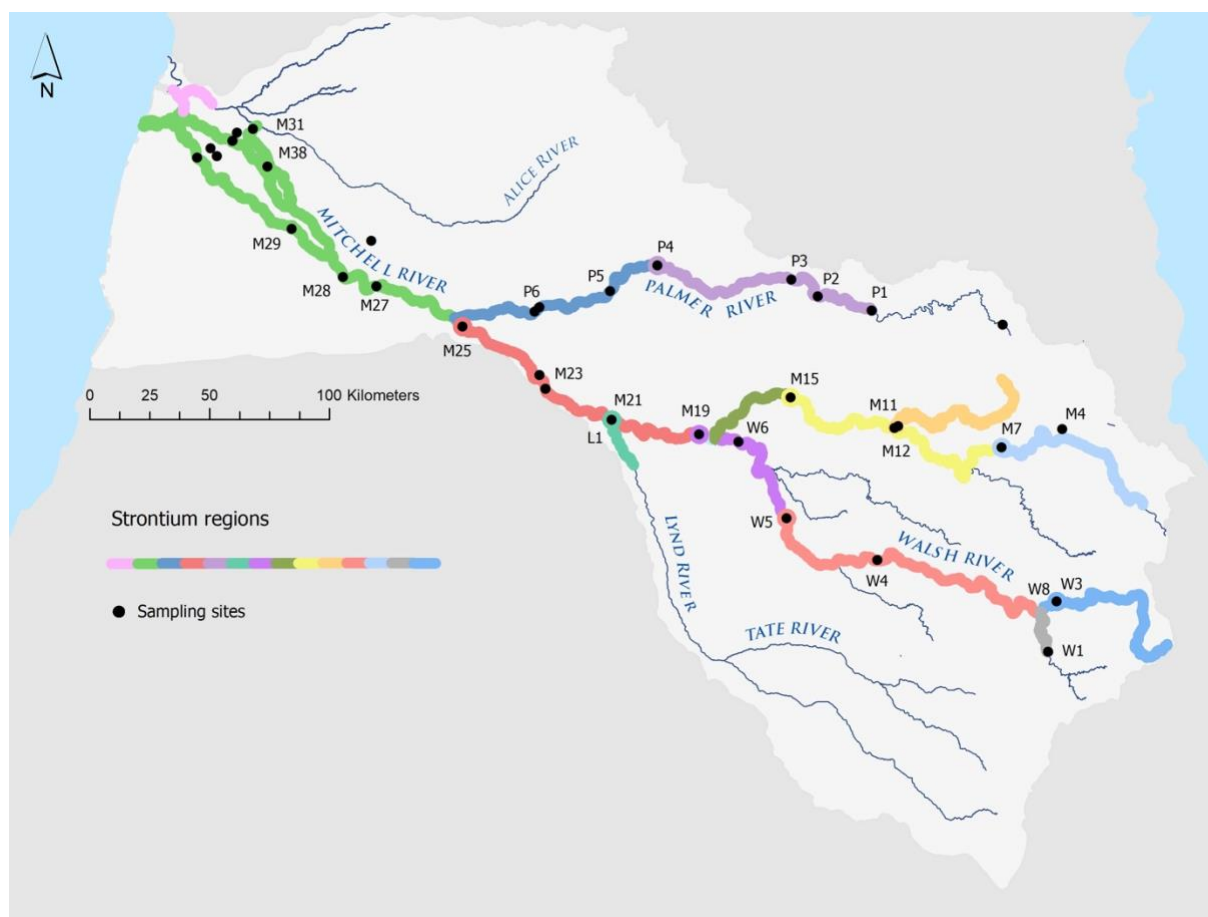 N
M31
M38
ALICE RIVER
MITCHELL RIVER
M29
P4
P3
P5
P2
P1
PALMER RIVER
M28
M27
P6
M25
0 25 50 100 Kilometers
M23
M15
M21
M19
M11
M4
L1
W6
M12
M7
Strontium regions
W5
LYND RIVER
WALSH RIVER
W4
W8
W3
Sampling sites
TATE RIVER
W1